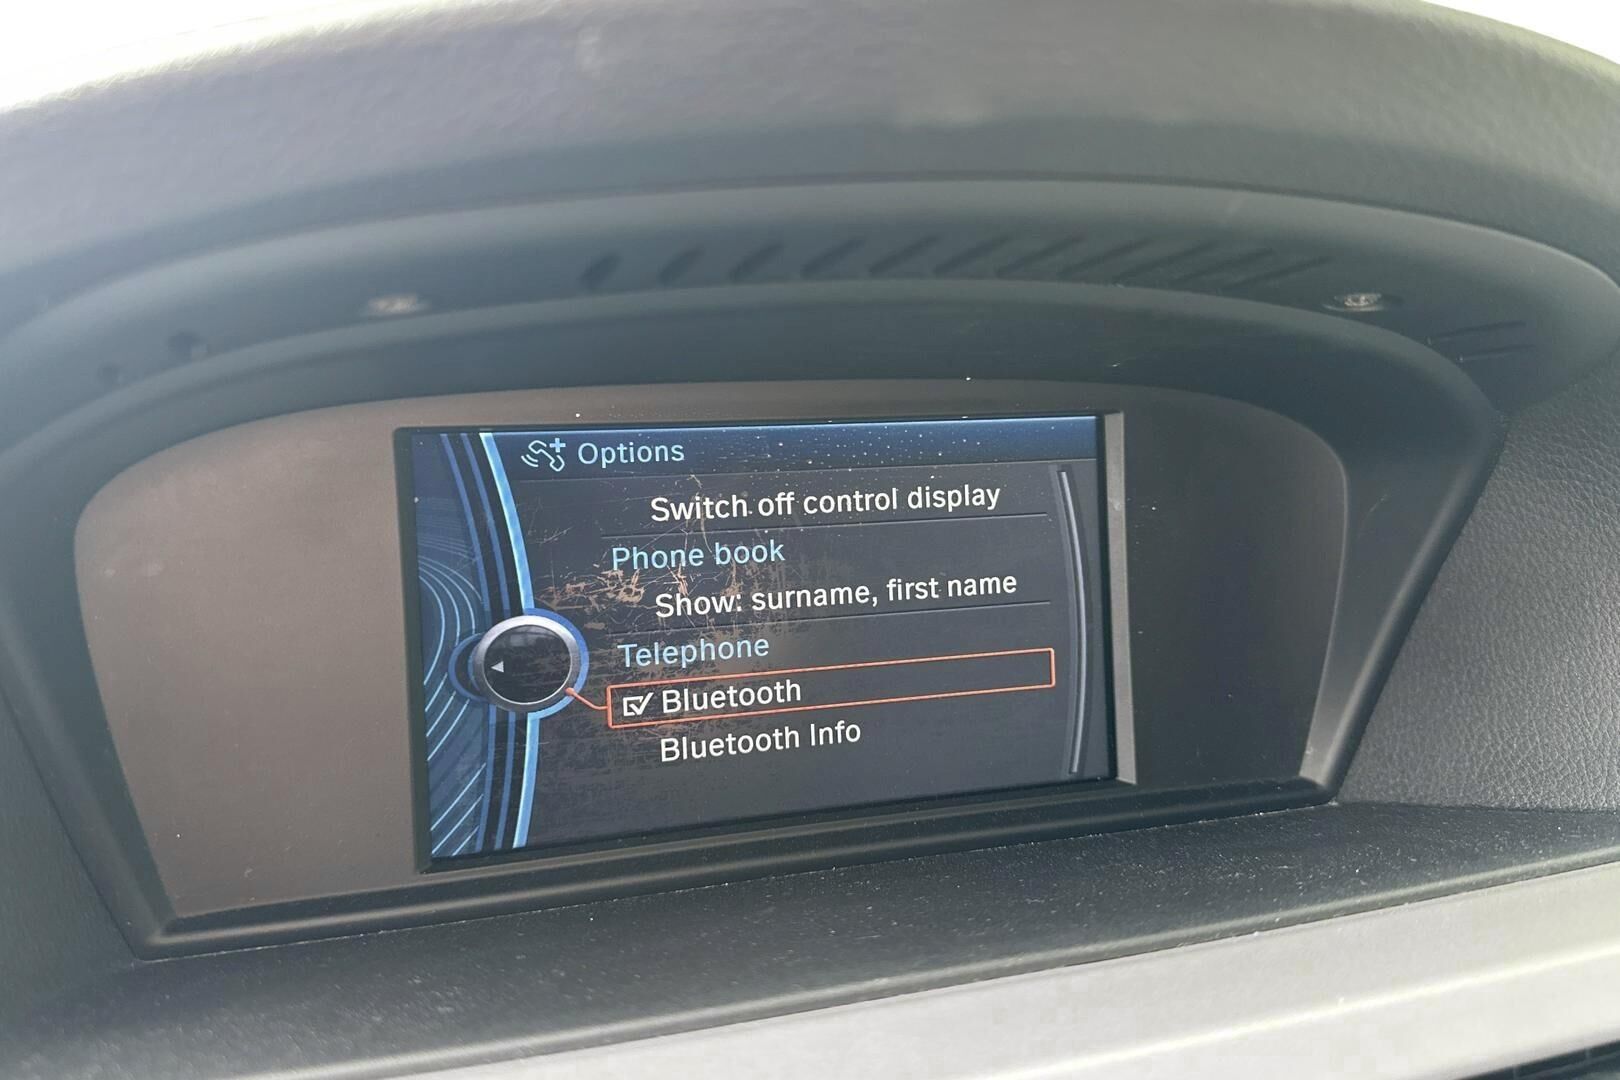 Options
Switch off control display
Phone book
Show: surname, first name
Telephone
Bluetooth
Bluetooth Info